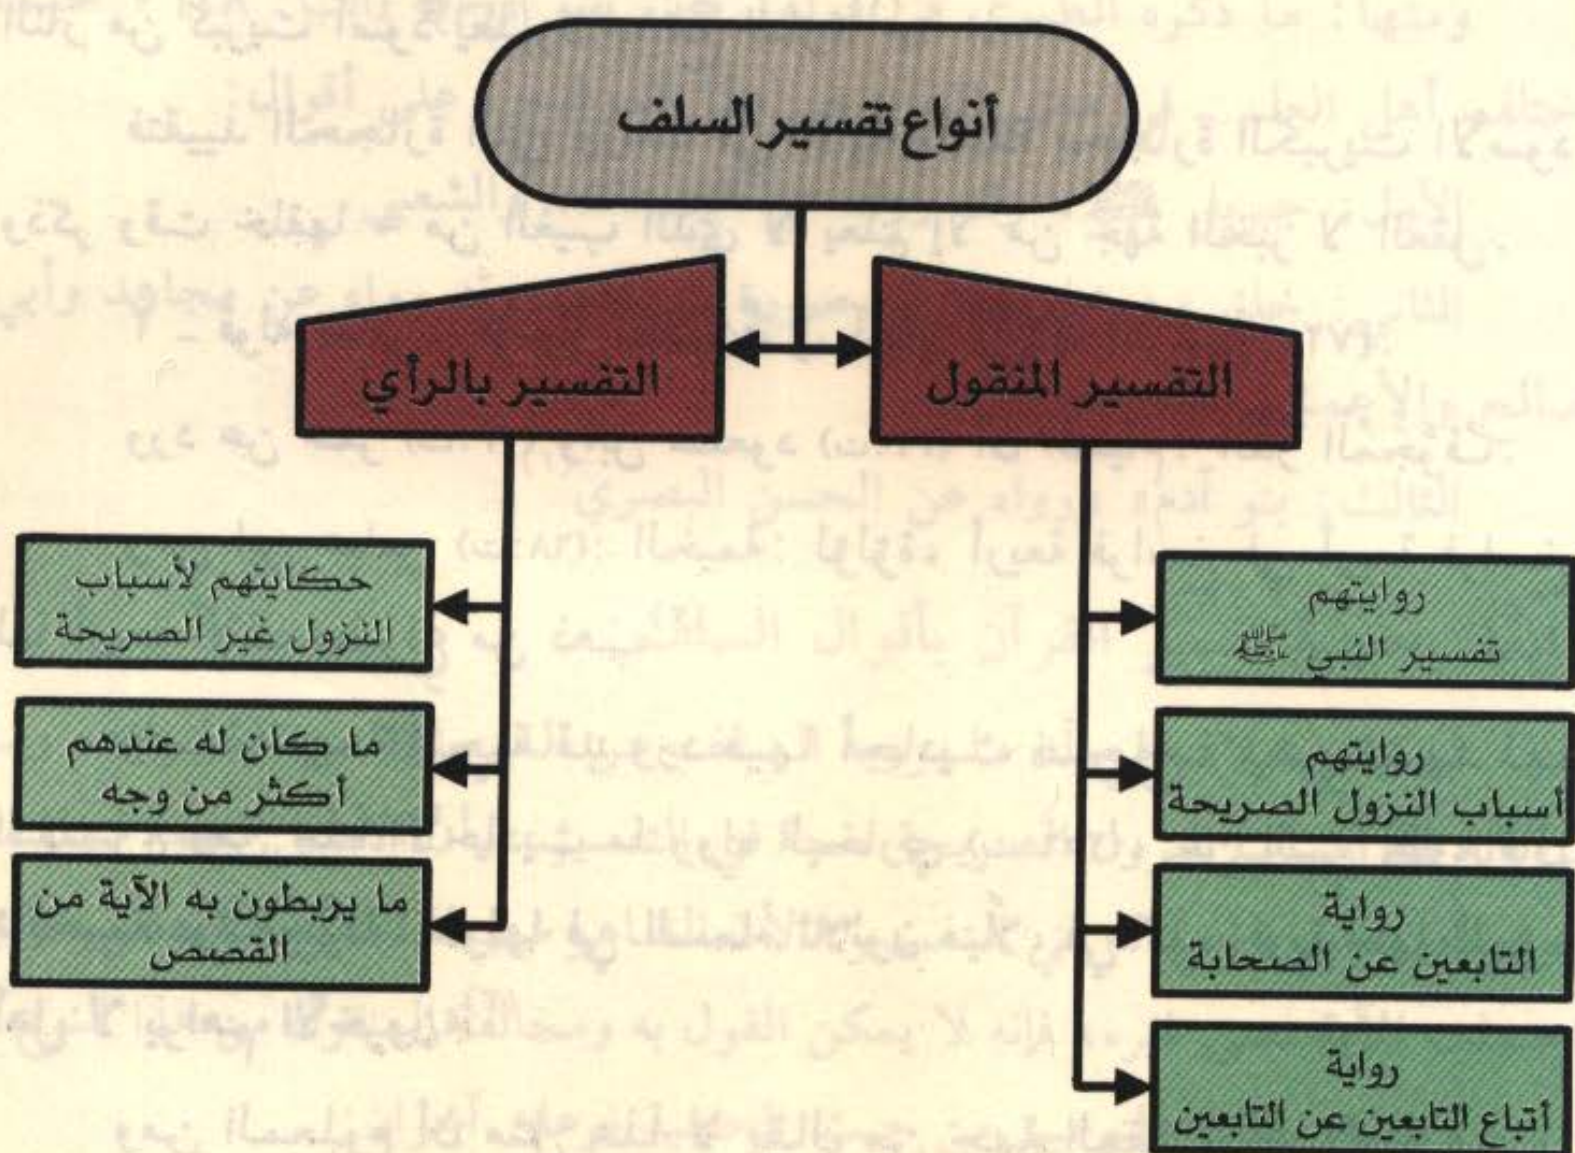 أنواع تفسير السلف
التفسير المنقول
التفسير بالرأي
روايتهم
تفسير النبي ﷺ
روايتهم
أسباب النزول الصريحة
رواية
التابعين عن الصحابة
رواية
أتباع التابعين عن التابعين
حكايتهم لأسباب
النزول غير الصريحة
ما كان له عندهم
أكثر من وجه
ما يربطون به الآية من
القصص